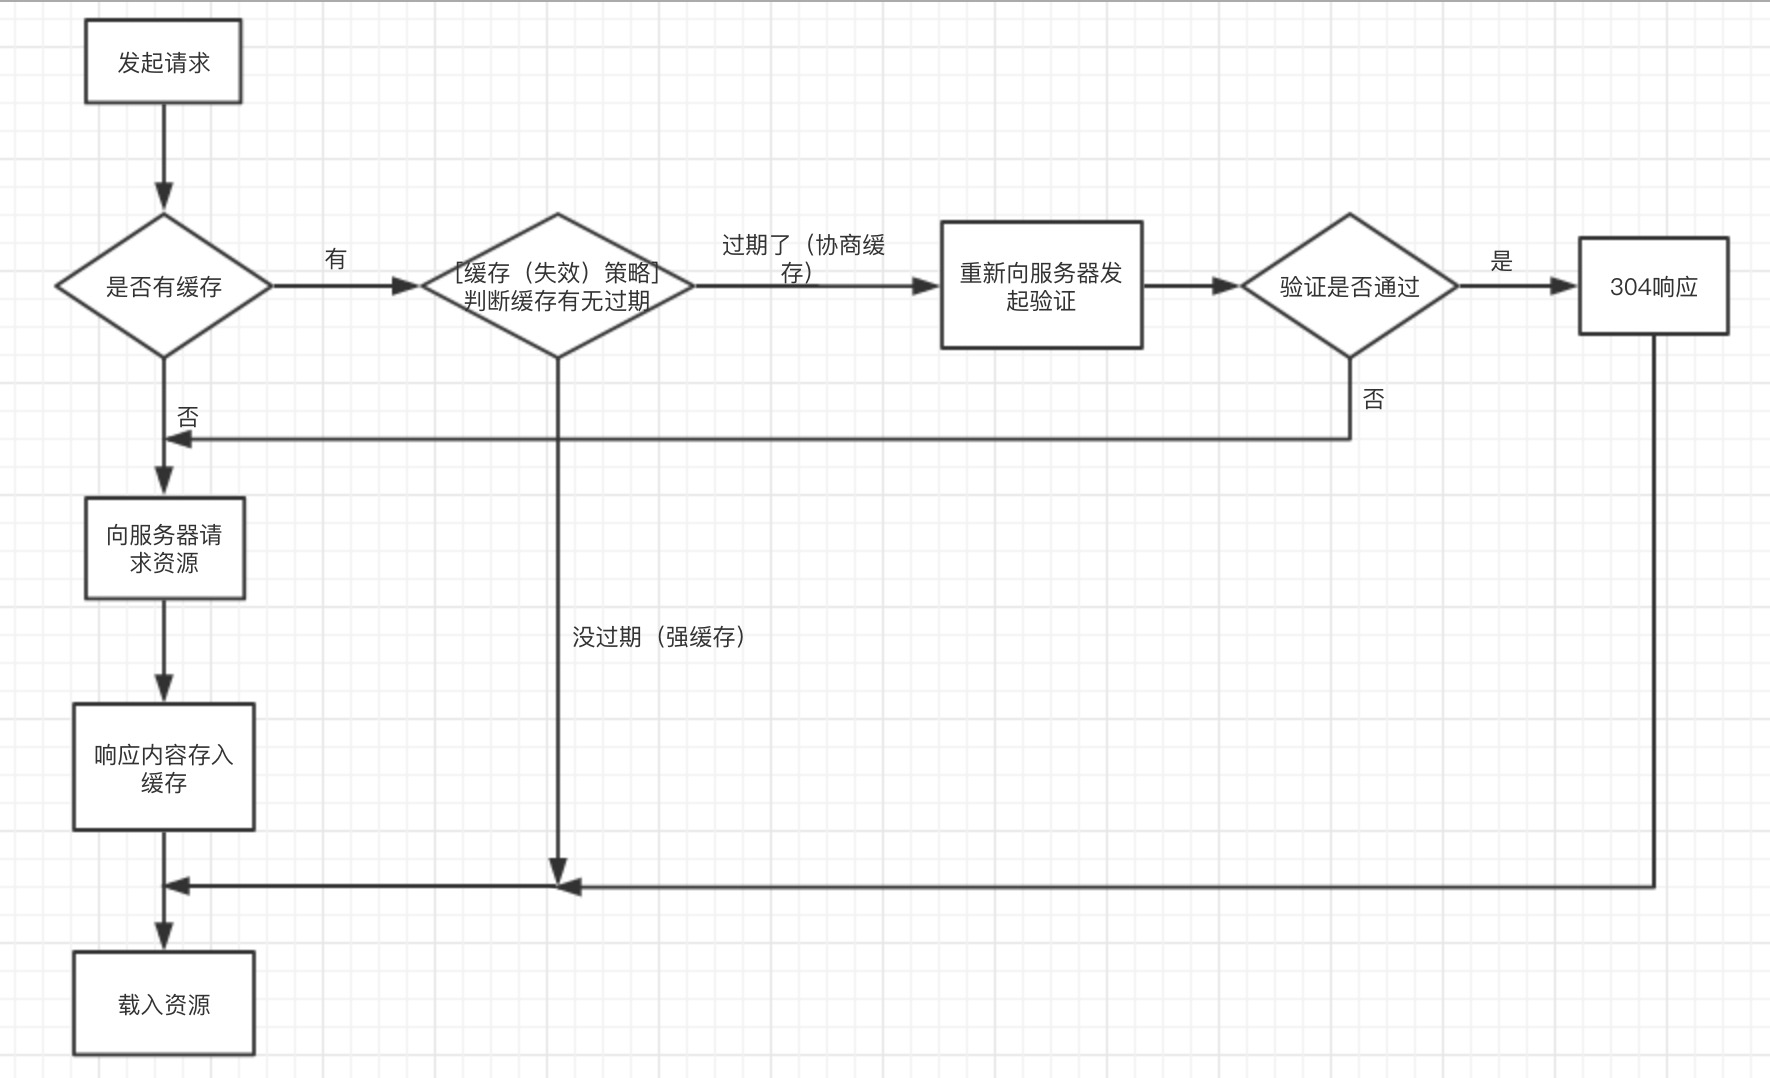 发起请求
是否有缓存
有
[缓存（失效）策略]
判断缓存有无过期
过期了（协商缓
存）
重新向服务器发
起验证
验证是否通过
是
304响应
否
否
向服务器请
求资源
没过期（强缓存）
响应内容存入
缓存
载入资源